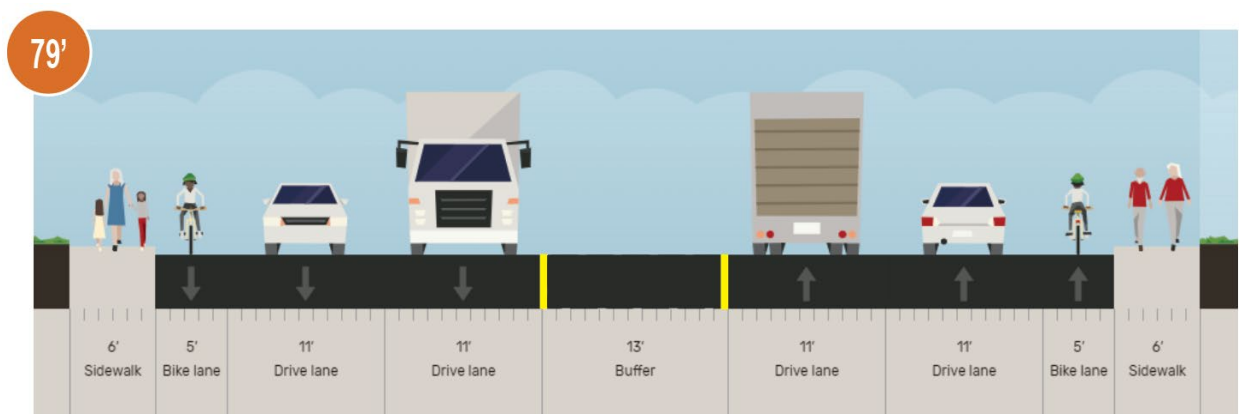 79’
6’
Sidewalk
5’
Bike lane
11’
Drive lane
11’
Drive lane
13’
Buffer
11’
Drive lane
11’
Drive lane
5’
Bike lane
6’
Sidewalk